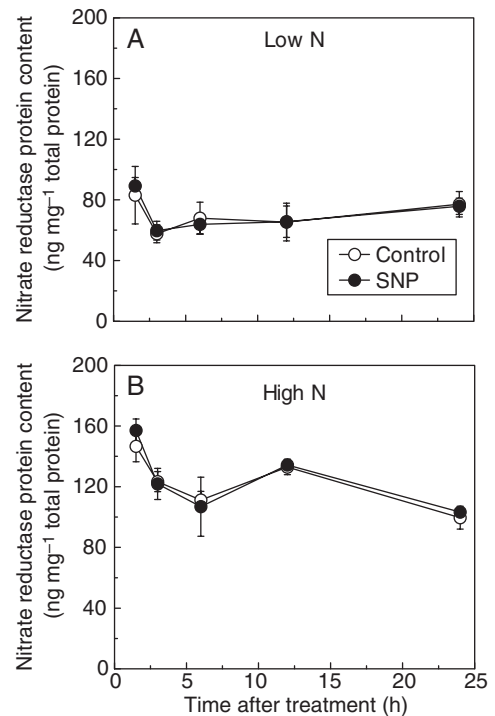 Nitrate reductase protein content
(ng mg⁻¹ total protein)
200
160
120
80
40
0
A
Low N
Control
SNP
Nitrate reductase protein content
(ng mg⁻¹ total protein)
200
160
120
80
40
0
B
High N
0 5 10 15 20 25
Time after treatment (h)